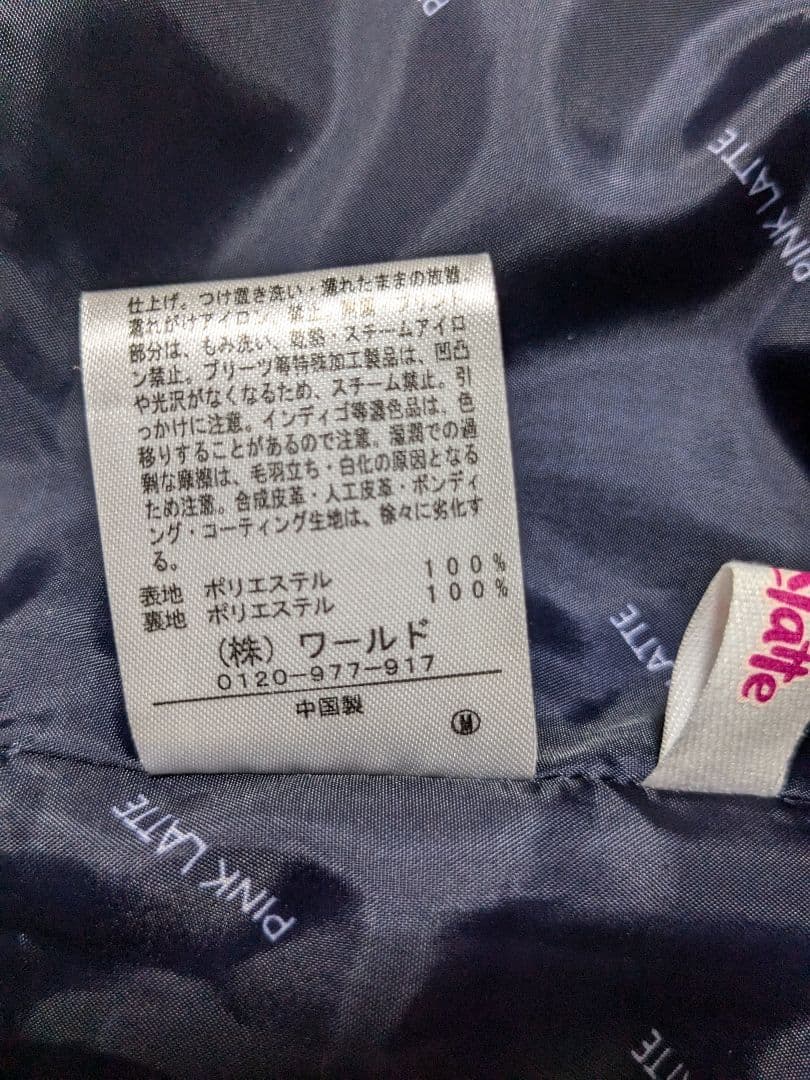 PINK LATTE
仕上げ。つけ置き洗い・濡れたままの放置、
濡れがけアイロン 禁止。 プリント
部分は、もみ洗い、乾熱・スチームアイロ
ン禁止。プリーツ等特殊加工製品は、凹凸
や光沢がなくなるため、スチーム禁止。引
っかけに注意。インディゴ等濃色品は、色
移りすることがあるので注意。湿潤での過
剰な摩擦は、毛羽立ち・白化の原因となる
ため注意。合成皮革・人工皮革・ボンディ
ング・コーティング生地は、徐々に劣化す
る。
表地 ポリエステル 100%
裏地 ポリエステル 100%
(株) ワールド
0120-977-917
中国製
Ⓜ
LATTE
latte
PINK LATTE
PINK LATTE